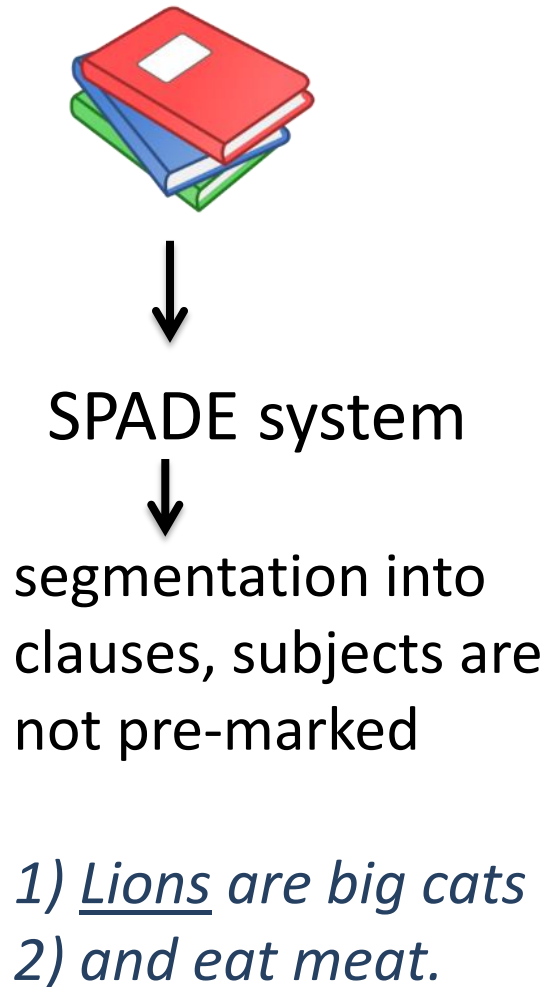 SPADE system
segmentation into
clauses, subjects are
not pre-marked
1) Lions are big cats
2) and eat meat.